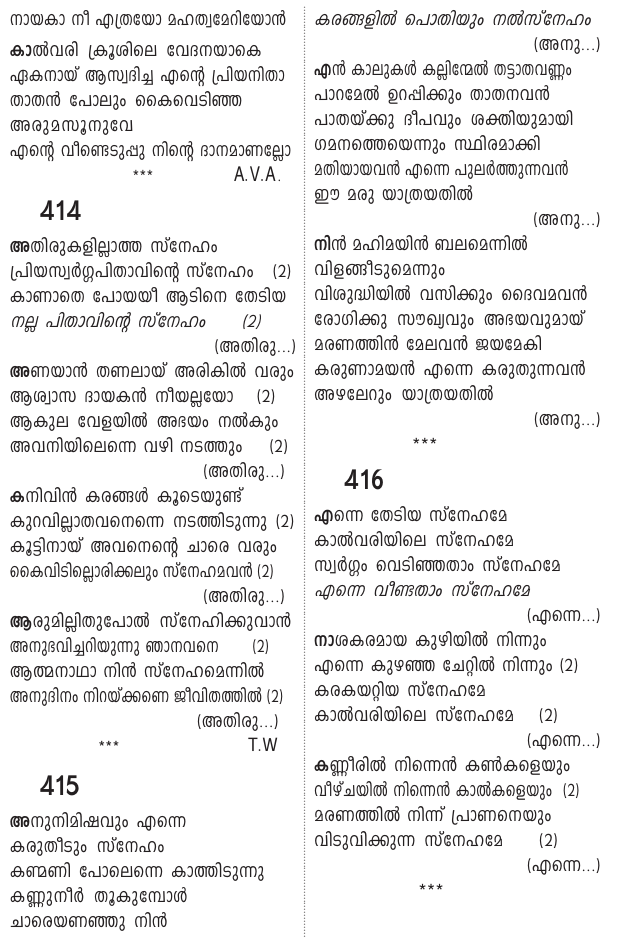 നായകാ നീ എത്രയോ മഹത്വമേറിയോൻ
കാൽവരി ക്രൂശിലെ വേദനയാകെ
ഏകനായ് ആസ്വദിച്ച എന്റെ പ്രിയനിതാ
താതൻ പോലും കൈവെടിഞ്ഞ
അരുമസൂനുവേ
എന്റെ വീണ്ടെടുപ്പു നിന്റെ ദാനമാണല്ലോ
*** A.V.A.
414
അതിരുകളില്ലാത്ത സ്നേഹം
പ്രിയസ്വർഗ്ഗപിതാവിന്റെ സ്നേഹം (2)
കാണാതെ പോയയീ ആടിനെ തേടിയ
നല്ല പിതാവിന്റെ സ്നേഹം (2)
(അതിരു...)
അണയാൻ തണലായ് അരികിൽ വരും
ആശ്വാസ ദായകൻ നീയല്ലയോ (2)
ആകുല വേളയിൽ അഭയം നൽകും
അവനിയിലെന്നെ വഴി നടത്തും (2)
(അതിരു...)
കനിവിൻ കരങ്ങൾ കൂടെയുണ്ട്
കുറവില്ലാതവനെന്നെ നടത്തിടുന്നു (2)
കൂട്ടിനായ് അവനെന്റെ ചാരെ വരും
കൈവിടില്ലൊരിക്കലും സ്നേഹമവൻ (2)
(അതിരു...)
ആരുമില്ലിതുപോൽ സ്നേഹിക്കുവാൻ
അനുഭവിച്ചറിയുന്നു ഞാനവനെ (2)
ആത്മനാഥാ നിൻ സ്നേഹമെന്നിൽ
അനുദിനം നിറയ്ക്കണെ ജീവിതത്തിൽ (2)
(അതിരു...)
*** T.W
415
അനുനിമിഷവും എന്നെ
കരുതീടും സ്നേഹം
കണ്മണി പോലെന്നെ കാത്തിടുന്നു
കണ്ണുനീർ തൂകുമ്പോൾ
ചാരെയണഞ്ഞു നിൻ
കരങ്ങളിൽ പൊതിയും നൽസ്നേഹം
(അനു...)
എൻ കാലുകൾ കല്ലിന്മേൽ തട്ടാതവണ്ണം
പാറമേൽ ഉറപ്പിക്കും താതനവൻ
പാതയ്ക്കു ദീപവും ശക്തിയുമായി
ഗമനത്തെയെന്നും സ്ഥിരമാക്കി
മതിയായവൻ എന്നെ പുലർത്തുന്നവൻ
ഈ മരു യാത്രയതിൽ
(അനു...)
നിൻ മഹിമയിൻ ബലമെന്നിൽ
വിളങ്ങീടുമെന്നും
വിശുദ്ധിയിൽ വസിക്കും ദൈവമവൻ
രോഗിക്കു സൗഖ്യവും അഭയവുമായ്
മരണത്തിൻ മേലവൻ ജയമേകി
കരുണാമയൻ എന്നെ കരുതുന്നവൻ
അഴലേറും യാത്രയതിൽ
(അനു...)
***
416
എന്നെ തേടിയ സ്നേഹമേ
കാൽവരിയിലെ സ്നേഹമേ
സ്വർഗ്ഗം വെടിഞ്ഞതാം സ്നേഹമേ
എന്നെ വീണ്ടതാം സ്നേഹമേ
(എന്നെ...)
നാശകരമായ കുഴിയിൽ നിന്നും
എന്നെ കുഴഞ്ഞ ചേറ്റിൽ നിന്നും (2)
കരകയറ്റിയ സ്നേഹമേ
കാൽവരിയിലെ സ്നേഹമേ (2)
(എന്നെ...)
കണ്ണീരിൽ നിന്നെൻ കൺകളെയും
വീഴ്ചയിൽ നിന്നെൻ കാൽകളെയും (2)
മരണത്തിൽ നിന്ന് പ്രാണനെയും
വിടുവിക്കുന്ന സ്നേഹമേ (2)
(എന്നെ...)
***